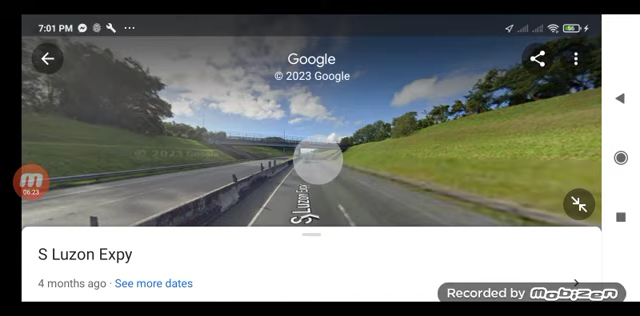 7:01 PM
66
Google
© 2023 Google
© 2023 Google
06:23
S Luzon Expy
S Luzon Expy
4 months ago · See more dates
Recorded by mobizen